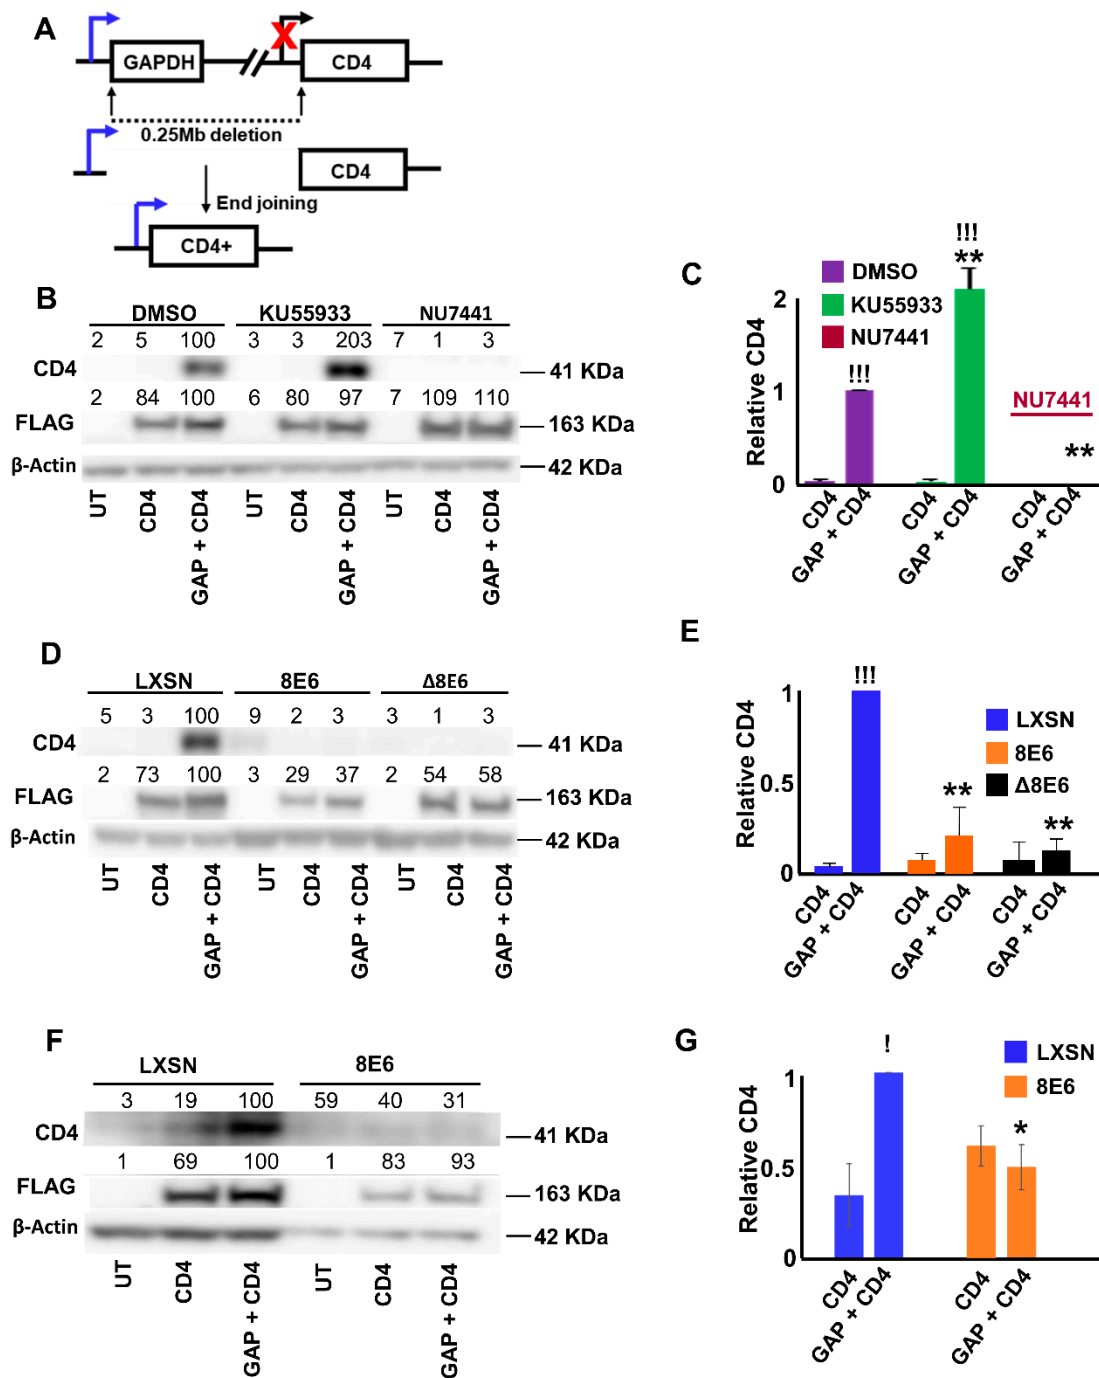 A
GAPDH
X
CD4
0.25Mb deletion
CD4
End joining
CD4+
B
DMSO KU55933 NU7441
2 5 100 3 3 203 7 1 3
CD4 41 KDa
2 84 100 6 80 97 7 109 110
FLAG 163 KDa
β-Actin 42 KDa
UT CD4 GAP + CD4 UT CD4 GAP + CD4 UT CD4 GAP + CD4
C
DMSO
KU55933
NU7441
Relative CD4
2
1
0
!!!
!!!
**
NU7441
**
CD4 GAP + CD4 CD4 GAP + CD4 CD4 GAP + CD4
D
LXSN 8E6 Δ8E6
5 3 100 9 2 3 3 1 3
CD4 41 KDa
2 73 100 3 29 37 2 54 58
FLAG 163 KDa
β-Actin 42 KDa
UT CD4 GAP + CD4 UT CD4 GAP + CD4 UT CD4 GAP + CD4
E
LXSN
8E6
Δ8E6
Relative CD4
1
0.5
0
!!!
**
**
CD4 GAP + CD4 CD4 GAP + CD4 CD4 GAP + CD4
F
LXSN 8E6
3 19 100 59 40 31
CD4 41 KDa
1 69 100 1 83 93
FLAG 163 KDa
β-Actin 42 KDa
UT CD4 GAP + CD4 UT CD4 GAP + CD4
G
LXSN
8E6
Relative CD4
1
0.5
0
!
*
CD4 GAP + CD4 CD4 GAP + CD4